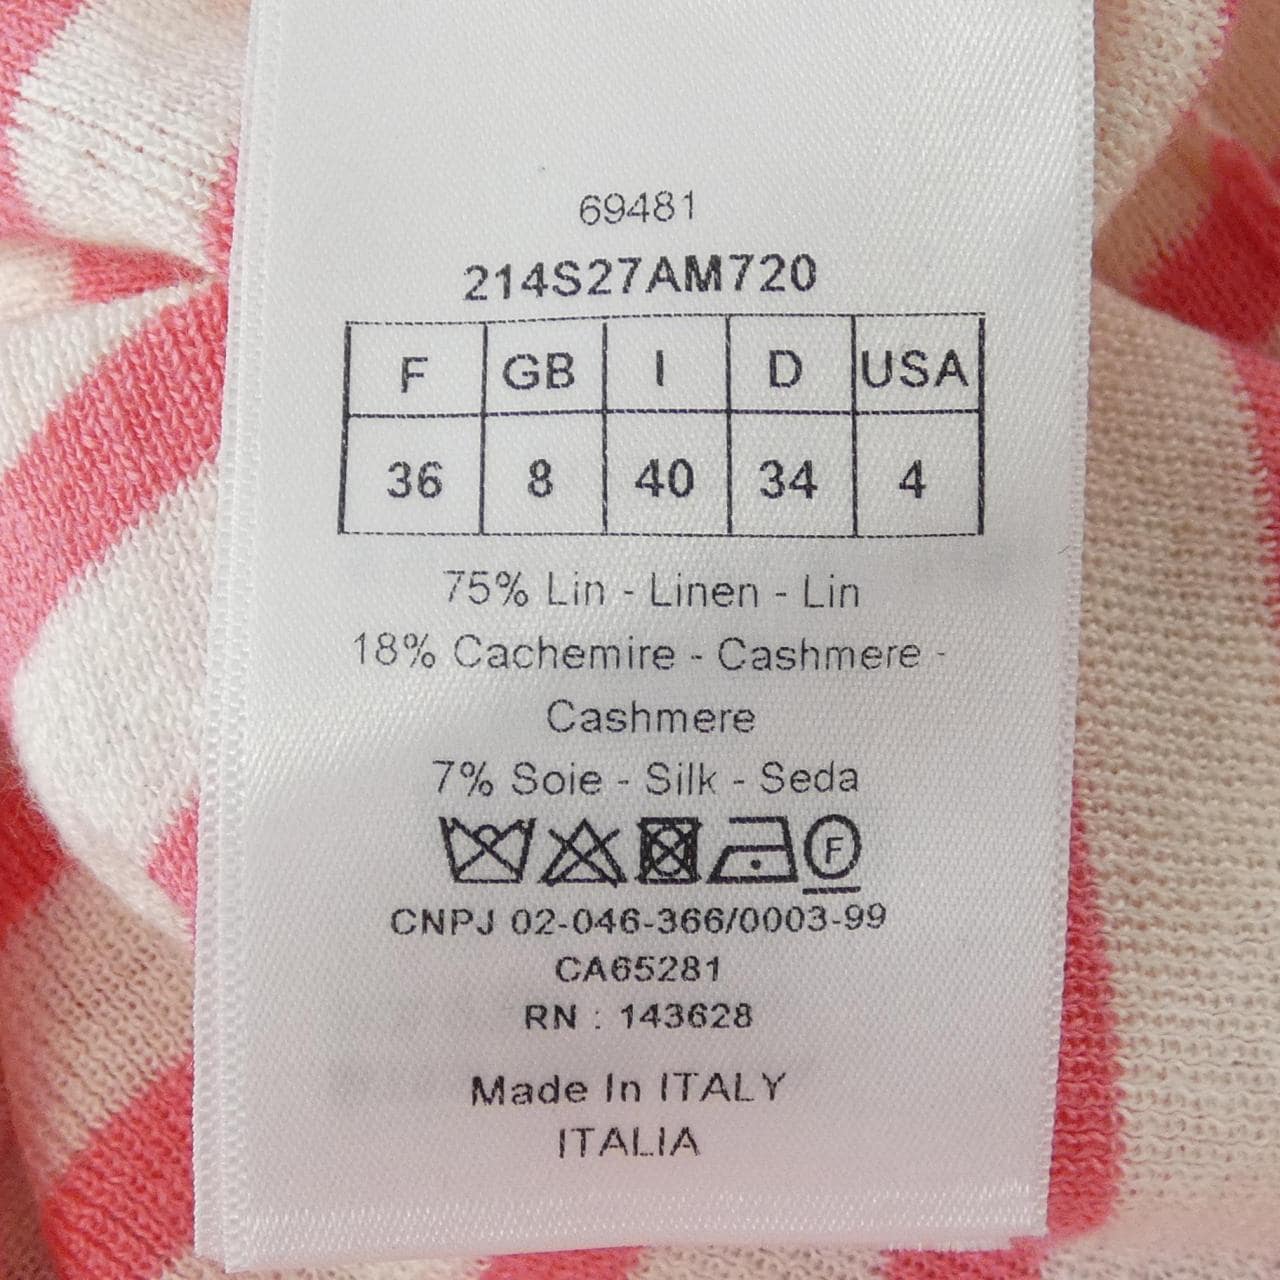 69481
214S27AM720
F GB I D USA
36 8 40 34 4
75% Lin - Linen - Lin
18% Cachemire - Cashmere -
Cashmere
7% Soie - Silk - Seda
F
CNPJ 02-046-366/0003-99
CA65281
RN : 143628
Made In ITALY
ITALIA